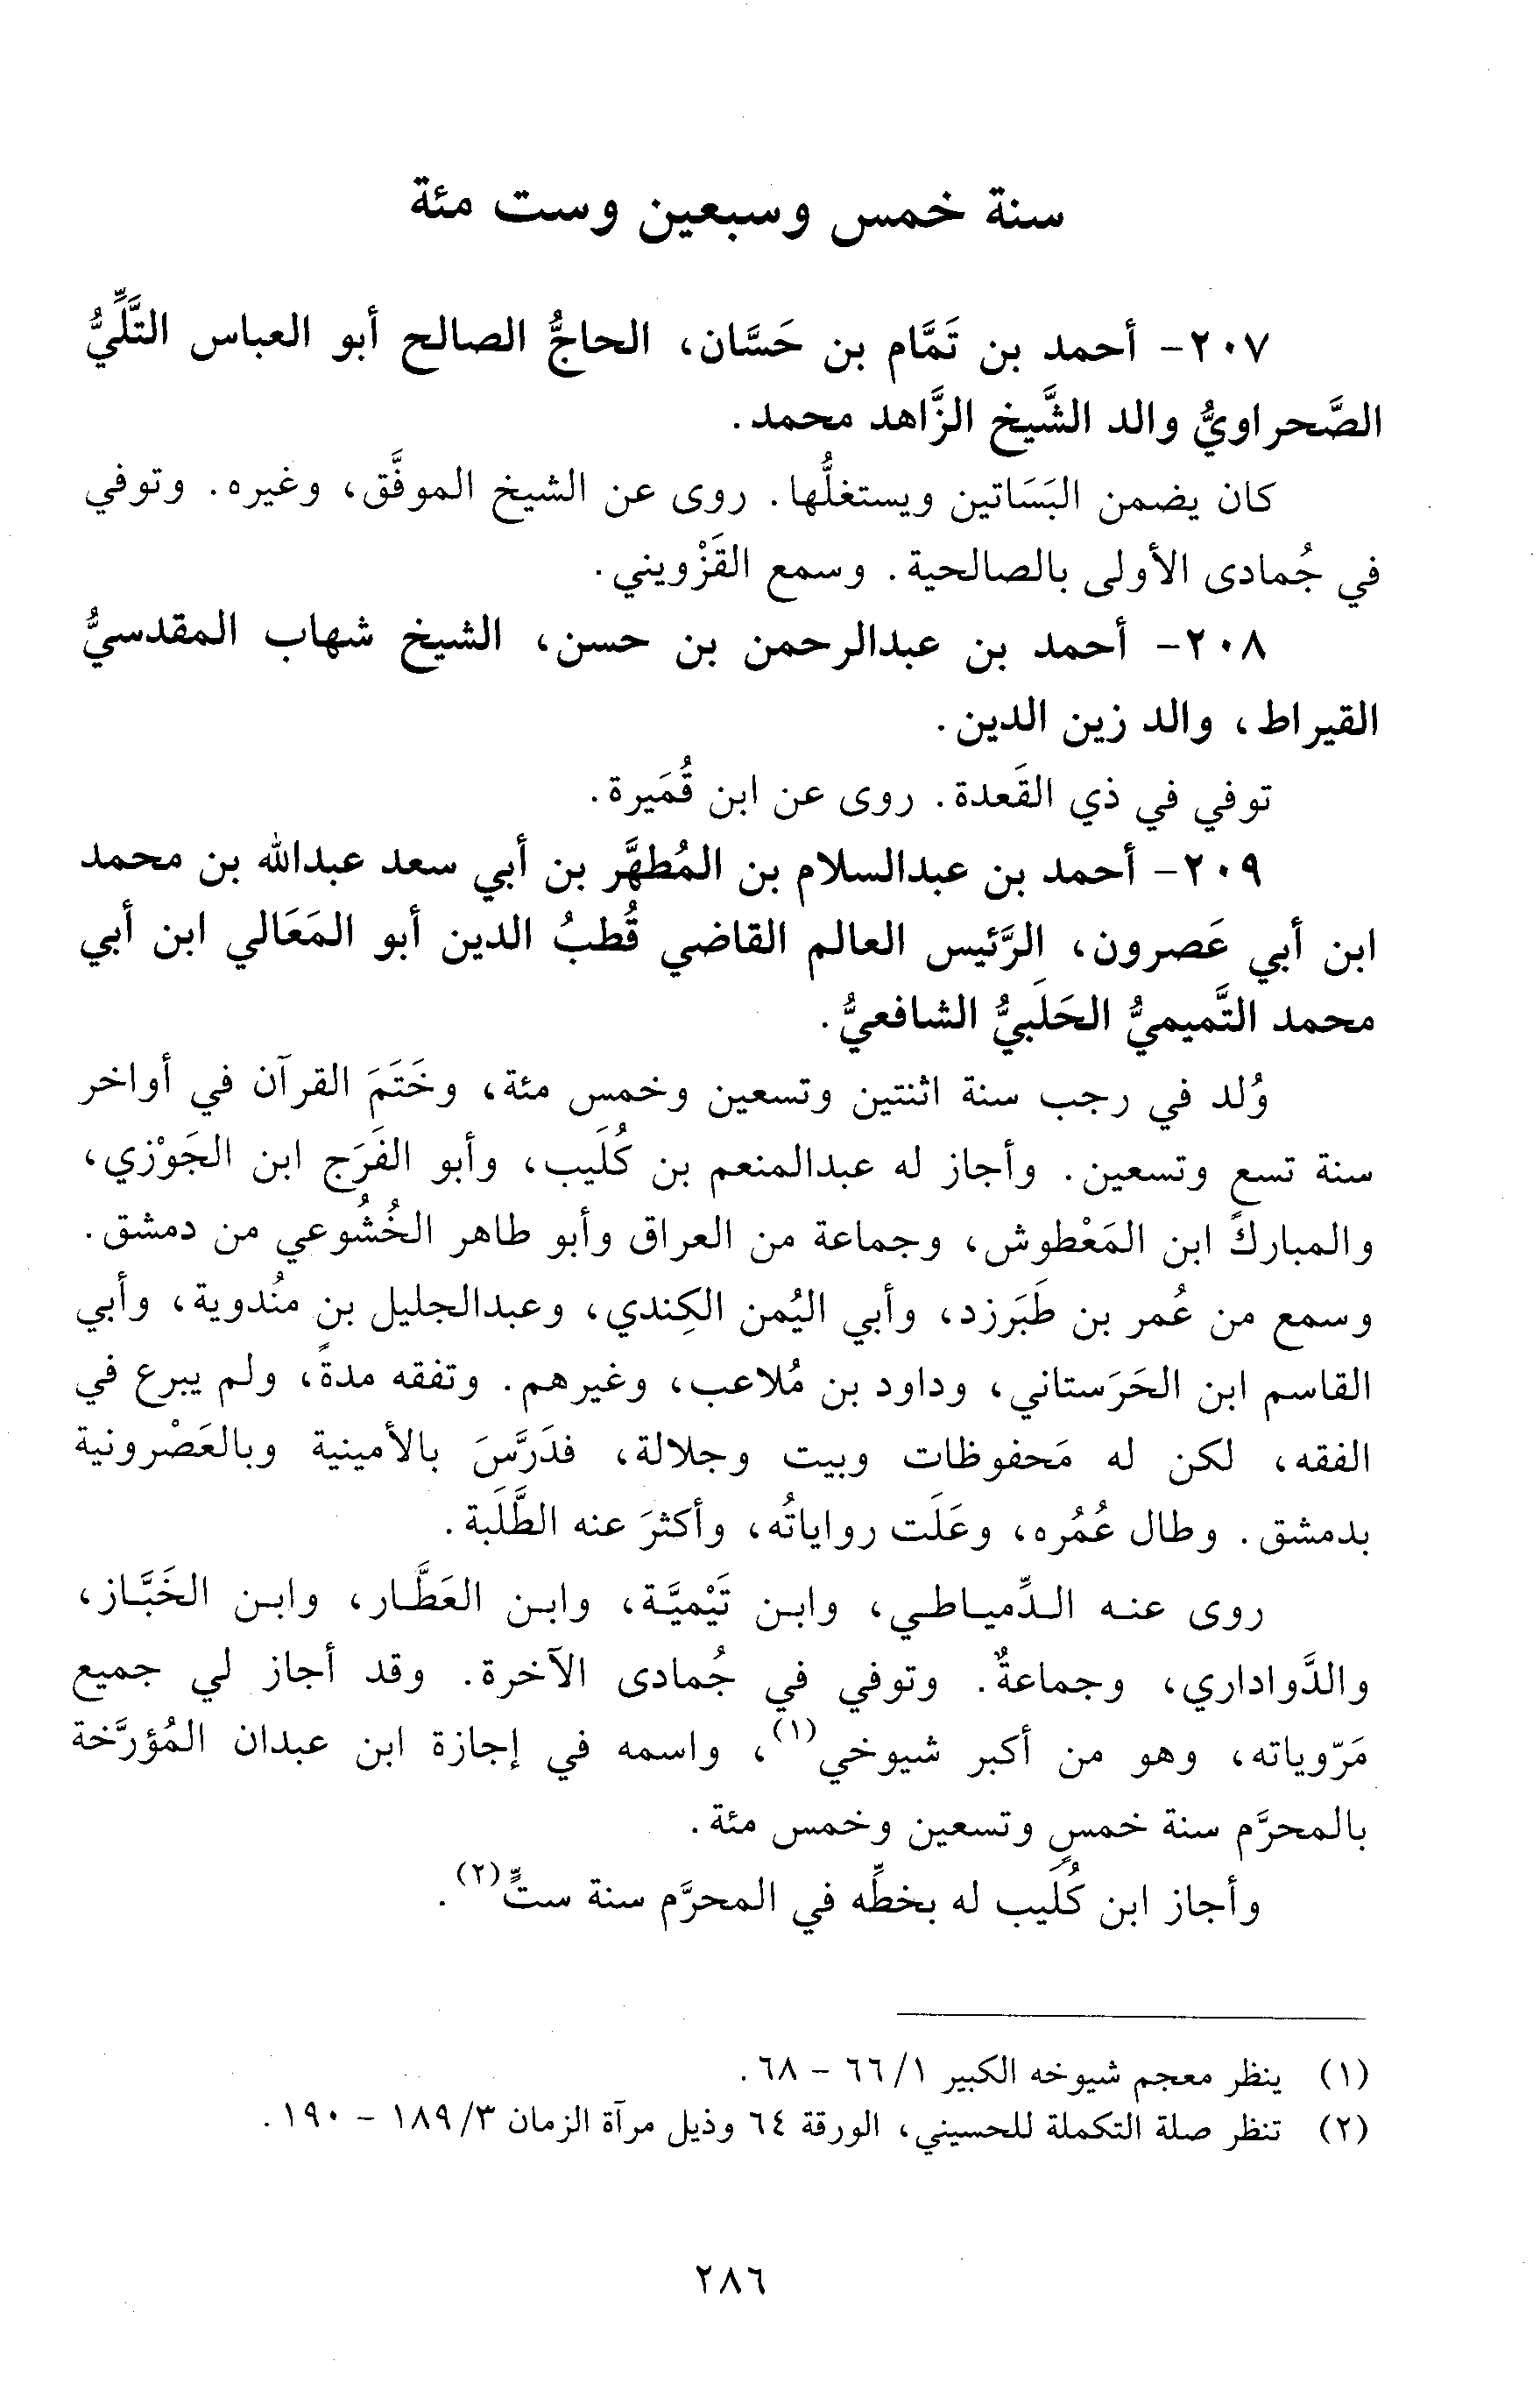 سنة خمس وسبعين وست مئة
٢٠٧- أحمد بن تَمَّام بن حَسَّان، الحاجُّ الصالح أبو العباس التَّلِّيُّ
الصَّحراويُّ والد الشَّيخ الزَّاهد محمد.
كان يضمن البَسَاتين ويستغلُّها. روى عن الشيخ الموفَّق، وغيره. وتوفي
في جُمادى الأولى بالصالحية. وسمع القَزْويني.
٢٠٨- أحمد بن عبدالرحمن بن حسن، الشيخ شهاب المقدسيُّ
القيراط، والد زين الدين.
توفي في ذي القَعدة. روى عن ابن قُمَيرة.
٢٠٩- أحمد بن عبدالسلام بن المُطهَّر بن أبي سعد عبدالله بن محمد
ابن أبي عَصرون، الرَّئيس العالم القاضي قُطبُ الدين أبو المَعَالي ابن أبي
محمد التَّميميُّ الحَلَبيُّ الشافعيُّ.
وُلد في رجب سنة اثنتين وتسعين وخمس مئة، وخَتَمَ القرآن في أواخر
سنة تسع وتسعين. وأجاز له عبدالمنعم بن كُلَيب، وأبو الفَرَج ابن الجَوْزي،
والمباركُ ابن المَعْطوش، وجماعة من العراق وأبو طاهر الخُشُوعي من دمشق.
وسمع من عُمر بن طَبَرزد، وأبي اليُمن الكِندي، وعبدالجليل بن مَنْدوية، وأبي
القاسم ابن الحَرَستاني، وداود بن مُلاعب، وغيرهم. وتفقه مدةً، ولم يبرع في
الفقه، لكن له مَحفوظات وبيت وجلالة، فدَرَّسَ بالأمينية وبالعَصْرونية
بدمشق. وطال عُمُره، وعَلَت رواياتُه، وأكثرَ عنه الطَّلَبة.
روى عنه الدِّمياطي، وابن تَيْميَّة، وابن العَطَّار، وابن الخَبَّاز،
والدَّواداري، وجماعةٌ. وتوفي في جُمادى الآخرة. وقد أجاز لي جميع
مَرّوياته، وهو من أكبر شيوخي(١)، واسمه في إجازة ابن عبدان المُؤرَّخة
بالمحرَّم سنة خمسٍ وتسعين وخمس مئة.
وأجاز ابن كُلَيب له بخطِّه في المحرَّم سنة ستٍّ(٢).
(١) ينظر معجم شيوخه الكبير ١/ ٦٦ - ٦٨.
(٢) تنظر صلة التكملة للحسيني، الورقة ٦٤ وذيل مرآة الزمان ٣/ ١٨٩ - ١٩٠.
٢٨٦